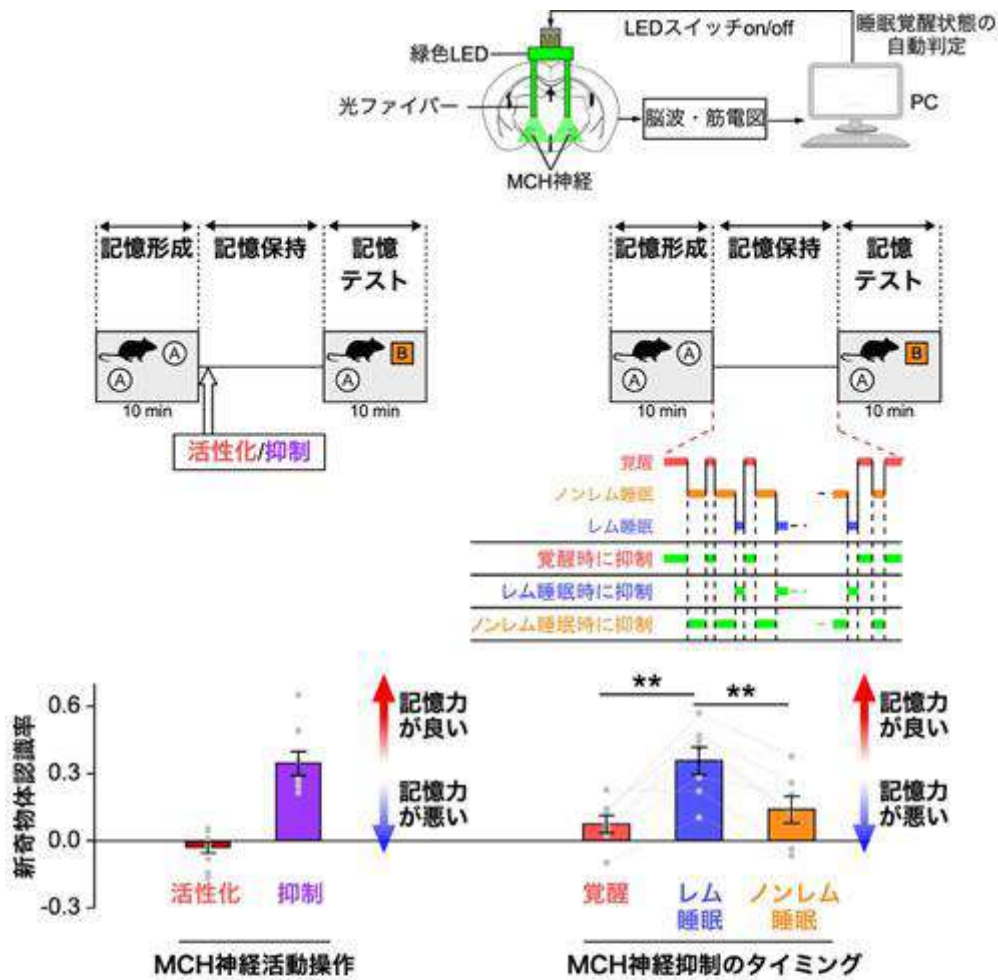 LEDスイッチon/off
睡眠覚醒状態の
自動判定
緑色LED
光ファイバー
脳波・筋電図
PC
MCH神経
記憶形成
記憶保持
記憶
テスト
A
A
A
B
10 min
10 min
活性化/抑制
記憶形成
記憶保持
記憶
テスト
A
A
A
B
10 min
10 min
覚醒
ノンレム睡眠
レム睡眠
覚醒時に抑制
レム睡眠時に抑制
ノンレム睡眠時に抑制
新奇物体認識率
0.6
0.3
0.0
-0.3
記憶力
が良い
記憶力
が悪い
活性化
抑制
MCH神経活動操作
**
**
記憶力
が良い
記憶力
が悪い
覚醒
レム
睡眠
ノンレム
睡眠
MCH神経抑制のタイミング